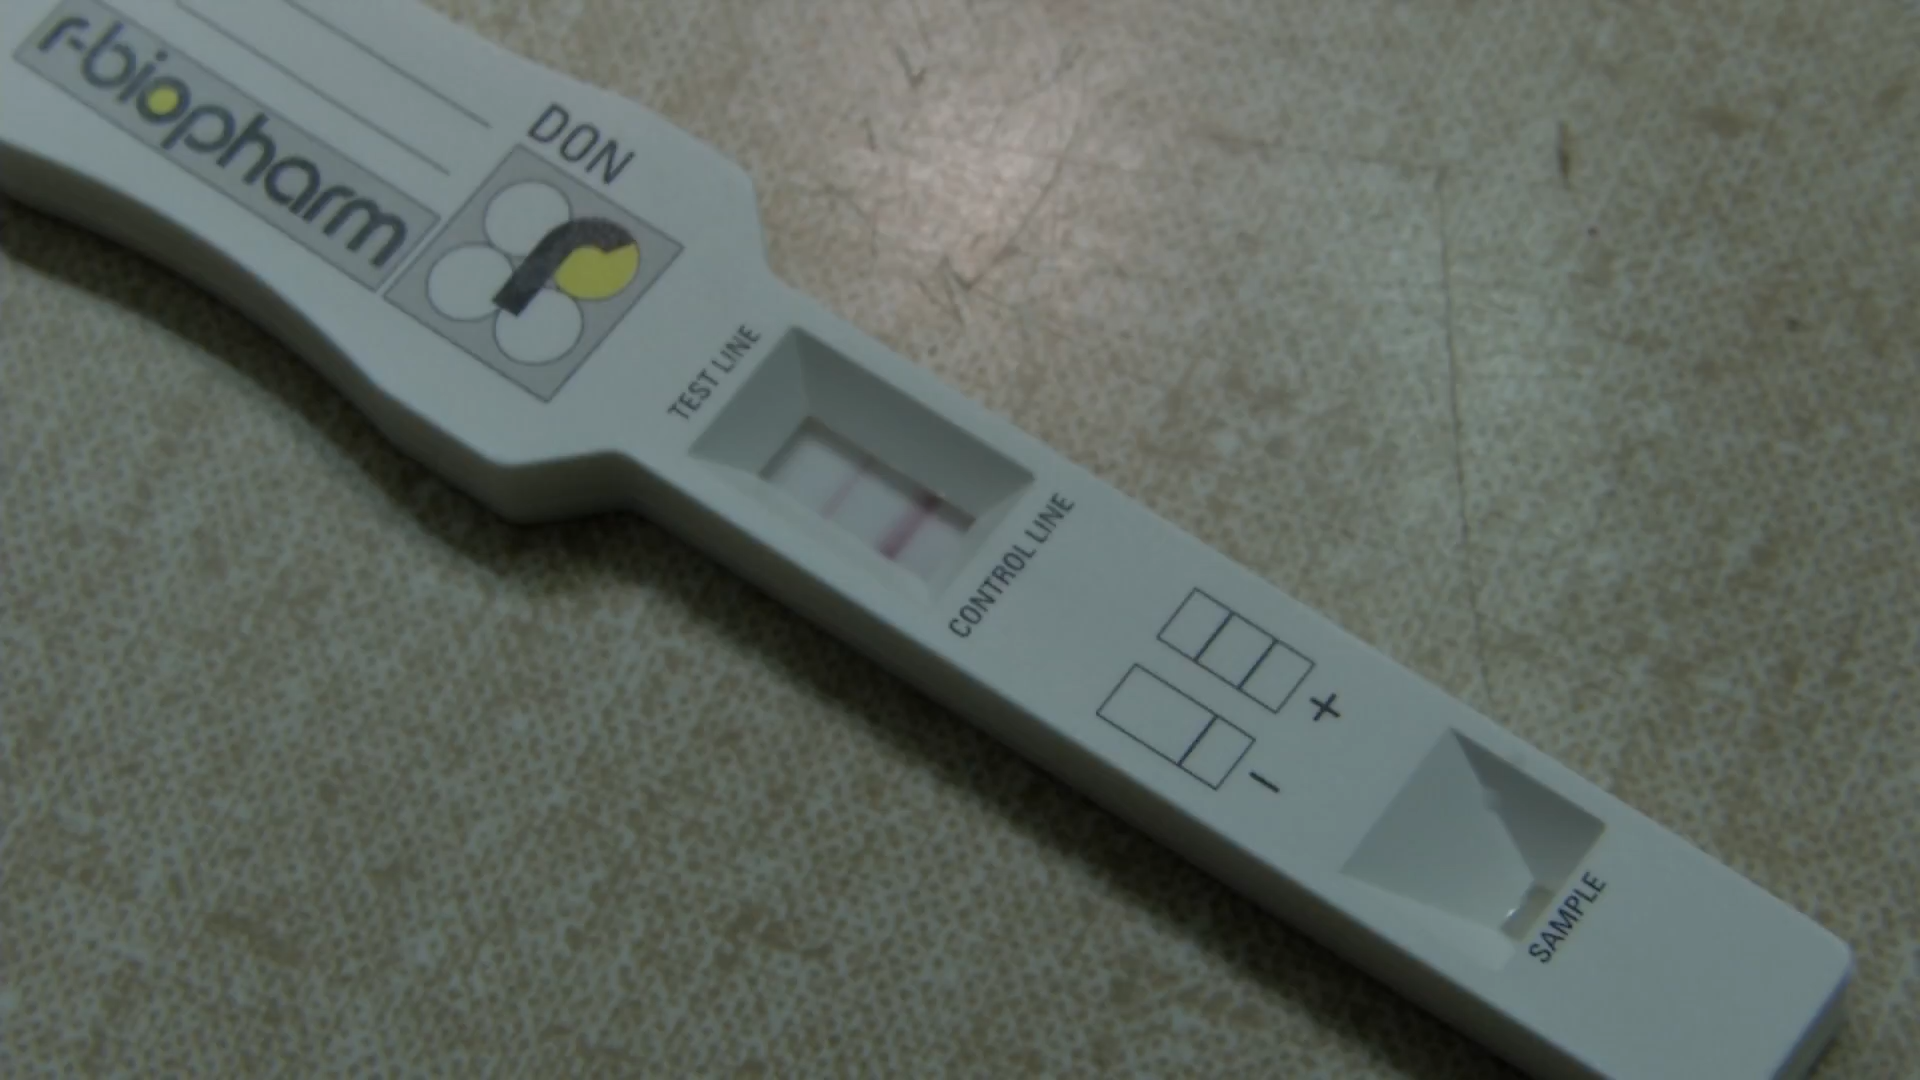 r-biopharm
DON
TEST LINE
CONTROL LINE
+
−
SAMPLE